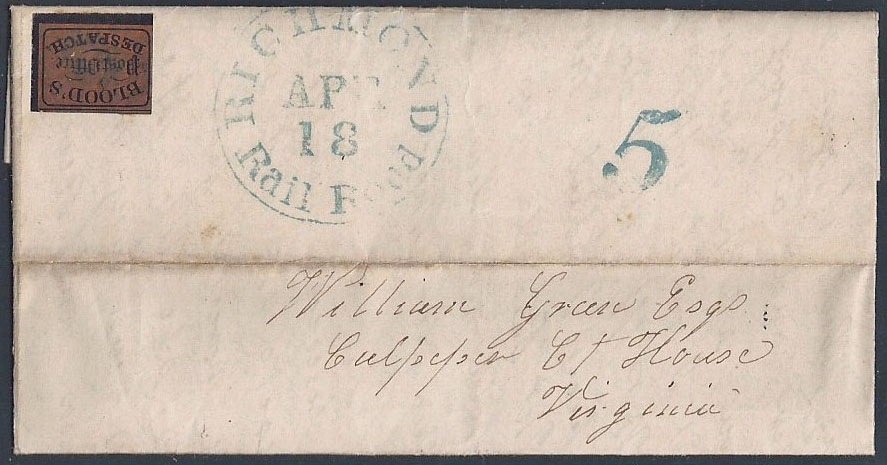 BLOOD'S
Post Office
DESPATCH.
RICHMOND
APR
18
Rail Road
5
William Green Esqr
Culpeper Ct House
Virginia